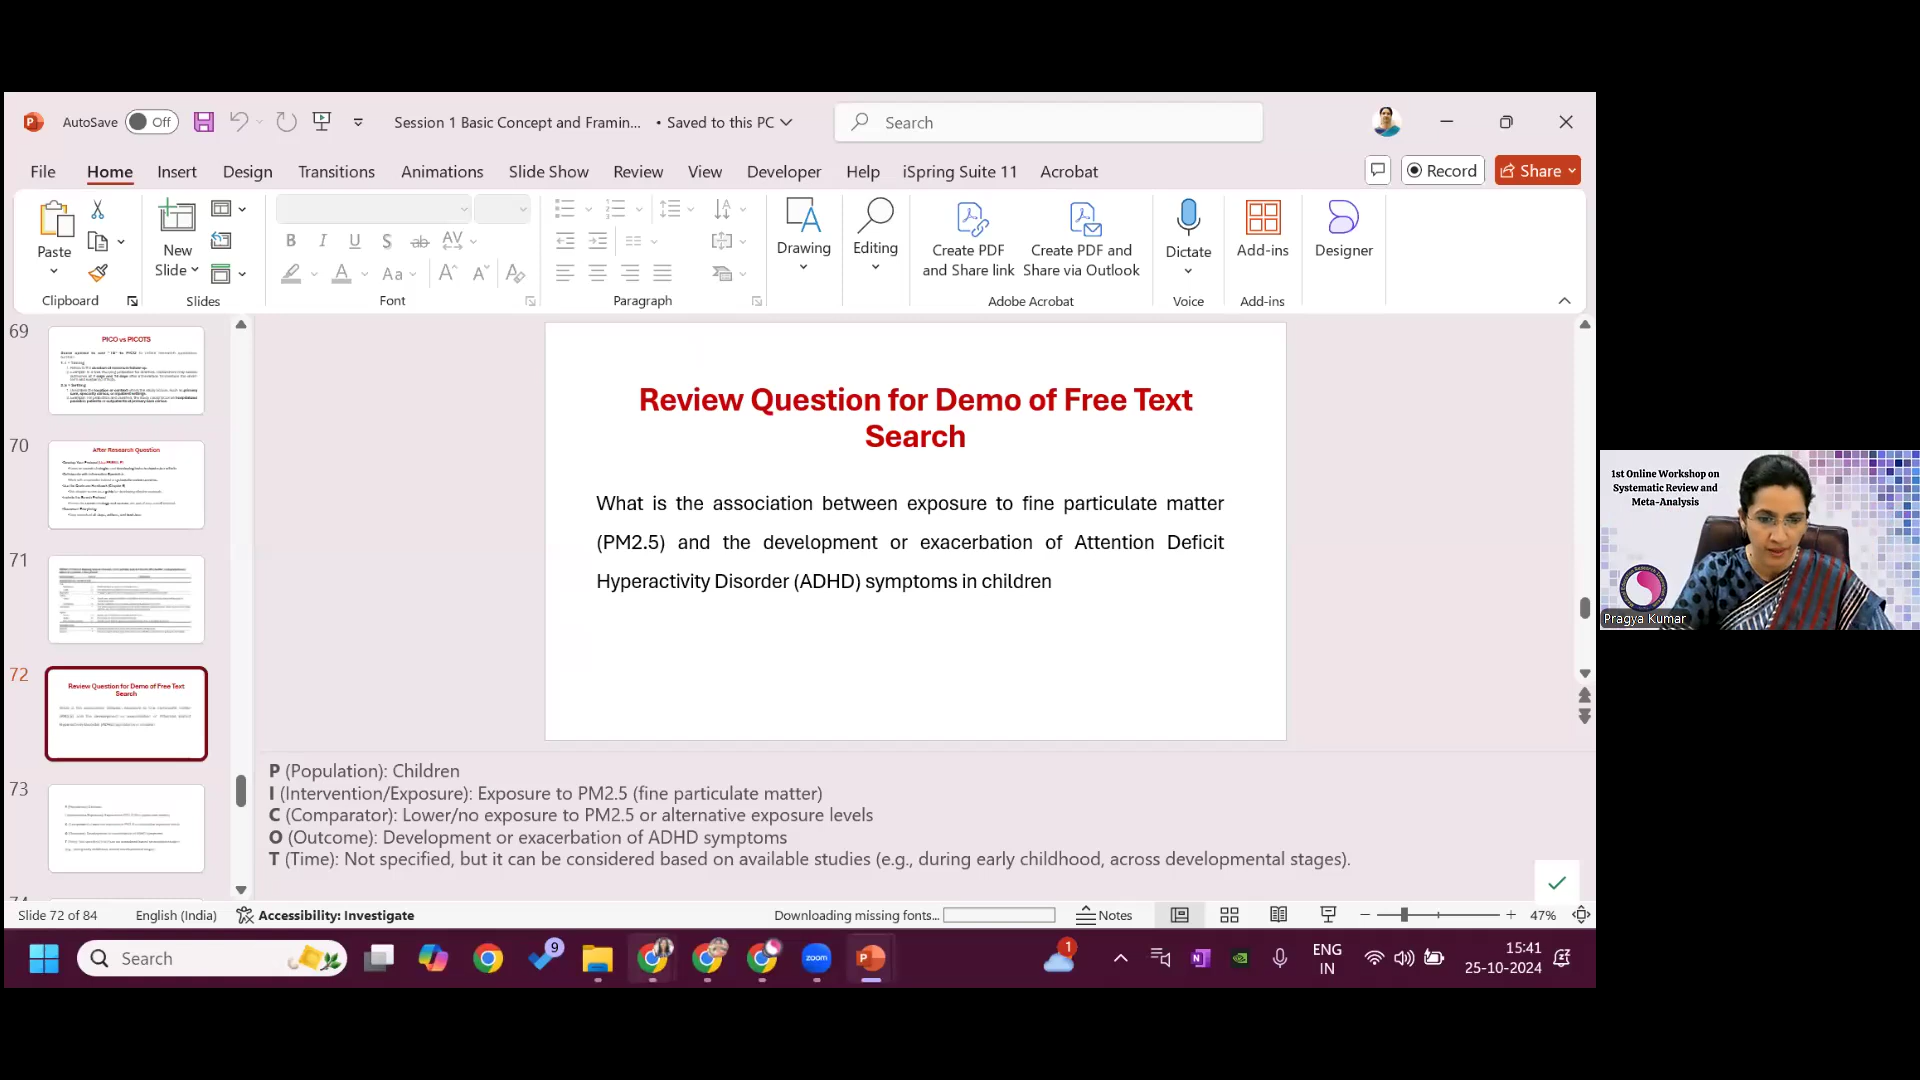 AutoSave Off Session 1 Basic Concept and Framin... • Saved to this PC Search
File Home Insert Design Transitions Animations Slide Show Review View Developer Help iSpring Suite 11 Acrobat Record Share
Paste New Slide Drawing Editing Create PDF and Share link Create PDF and Share via Outlook Dictate Add-ins Designer
Clipboard Slides Font Paragraph Adobe Acrobat Voice Add-ins
69
PICO vs PICOTS
70
After Research Question
71
72
Review Question for Demo of Free Text
Search
73
Review Question for Demo of Free Text
Search
What is the association between exposure to fine particulate matter
(PM2.5) and the development or exacerbation of Attention Deficit
Hyperactivity Disorder (ADHD) symptoms in children
P (Population): Children
I (Intervention/Exposure): Exposure to PM2.5 (fine particulate matter)
C (Comparator): Lower/no exposure to PM2.5 or alternative exposure levels
O (Outcome): Development or exacerbation of ADHD symptoms
T (Time): Not specified, but it can be considered based on available studies (e.g., during early childhood, across developmental stages).
Slide 72 of 84 English (India) Accessibility: Investigate Downloading missing fonts... Notes 47%
Search 9 zoom 1 ENG IN 15:41 25-10-2024
1st Online Workshop on
Systematic Review and
Meta-Analysis
Pragya Kumar